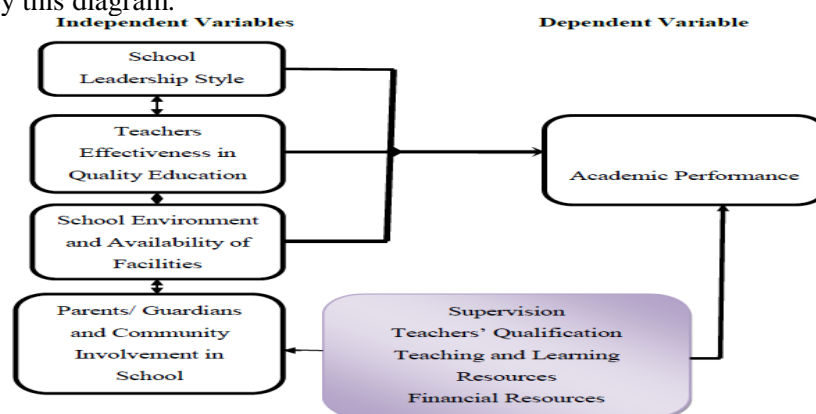 y this diagram.
Independent Variables
Dependent Variable
School
Leadership Style
Teachers
Effectiveness in
Quality Education
School Environment
and Availability of
Facilities
Parents/ Guardians
and Community
Involvement in
School
Academic Performance
Supervision
Teachers’ Qualification
Teaching and Learning
Resources
Financial Resources